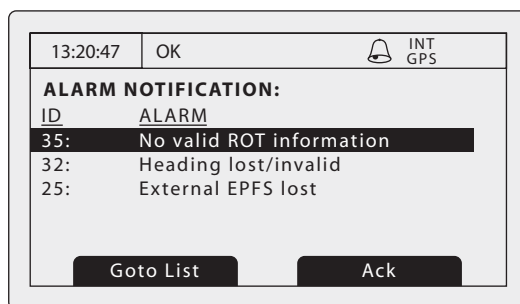 13:20:47 OK INT
GPS
ALARM NOTIFICATION:
ID ALARM
35: No valid ROT information
32: Heading lost/invalid
25: External EPFS lost
Goto List Ack